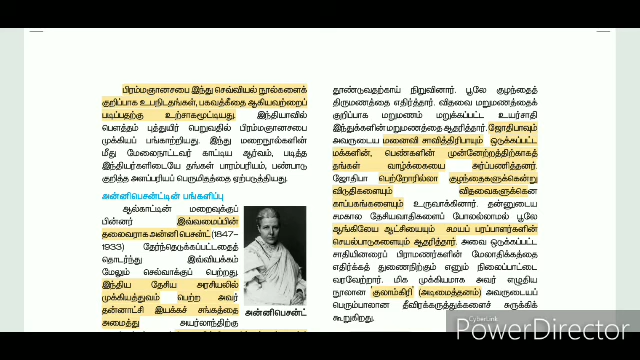 பிரம்மஞானசபை இந்து செவ்வியல் நூல்களைக்
குறிப்பாக உபநிடதங்கள், பகவத்கீதை ஆகியவற்றைப்
படிப்பதற்கு உற்சாகமூட்டியது. இந்தியாவில்
பௌத்தம் புத்துயிர் பெறுவதில் பிரம்மஞானசபை
முக்கியப் பங்காற்றியது. இந்து மறைநூல்களின்
மீது மேலைநாட்டவர் காட்டிய ஆர்வம், படித்த
இந்தியர்களிடையே தங்கள் பாரம்பரியம், பண்பாடு
குறித்த அளப்பரியப் பெருமிதத்தை ஏற்படுத்தியது.
அன்னிபெசன்ட்டின் பங்களிப்பு
ஆல்காட்டின் மறைவுக்குப்
பின்னர் இவ்வமைப்பின்
தலைவராக அன்னி பெசன்ட் (1847–
1933) தேர்ந்தெடுக்கப்பட்டதைத்
தொடர்ந்து இவ்வியக்கம்
மேலும் செல்வாக்குப் பெற்றது.
இந்திய தேசிய அரசியலில்
முக்கியத்துவம் பெற்ற அவர்
தன்னாட்சி இயக்கச் சங்கத்தை
அமைத்து அயர்லாந்திற்கு
அன்னிபெசன்ட்
தூண்டுவதற்காய் நிறுவினார். பூலே குழந்தைத்
திருமணத்தை எதிர்த்தார். விதவை மறுமணத்தைக்
குறிப்பாக மறுமணம் மறுக்கப்பட்ட உயர்சாதி
இந்துக்களின் மறுமணத்தை ஆதரித்தார். ஜோதிபாவும்
அவருடைய மனைவி சாவித்திரிபாயும் ஒடுக்கப்பட்ட
மக்களின், பெண்களின் முன்னேற்றத்திற்காகத்
தங்கள் வாழ்க்கையை அர்ப்பணித்தனர்.
ஜோதிபா பெற்றோரில்லா குழந்தைகளுக்கென்று
விடுதிகளையும் விதவைகளுக்கென
காப்பகங்களையும் உருவாக்கினார். தன்னுடைய
சமகால தேசியவாதிகளைப் போலல்லாமல் பூலே
ஆங்கிலேய ஆட்சியையும் சமயப் பரப்பாளர்களின்
செயல்பாடுகளையும் ஆதரித்தார். அவை ஒடுக்கப்பட்ட
சாதியினரைப் பிராமணர்களின் மேலாதிக்கத்தை
எதிர்க்கத் துணைநிற்கும் எனும் நிலைப்பாட்டை
வரவேற்றார். மிக முக்கியமாக அவர் எழுதிய
நூலான 'குலாம்கிரி' (அடிமைத்தனம்) அவருடையப்
பெரும்பாலான தீவிரக்கருத்துக்களைச் சுருக்கிக்
கூறுகிறது.
CyberLink
PowerDirector